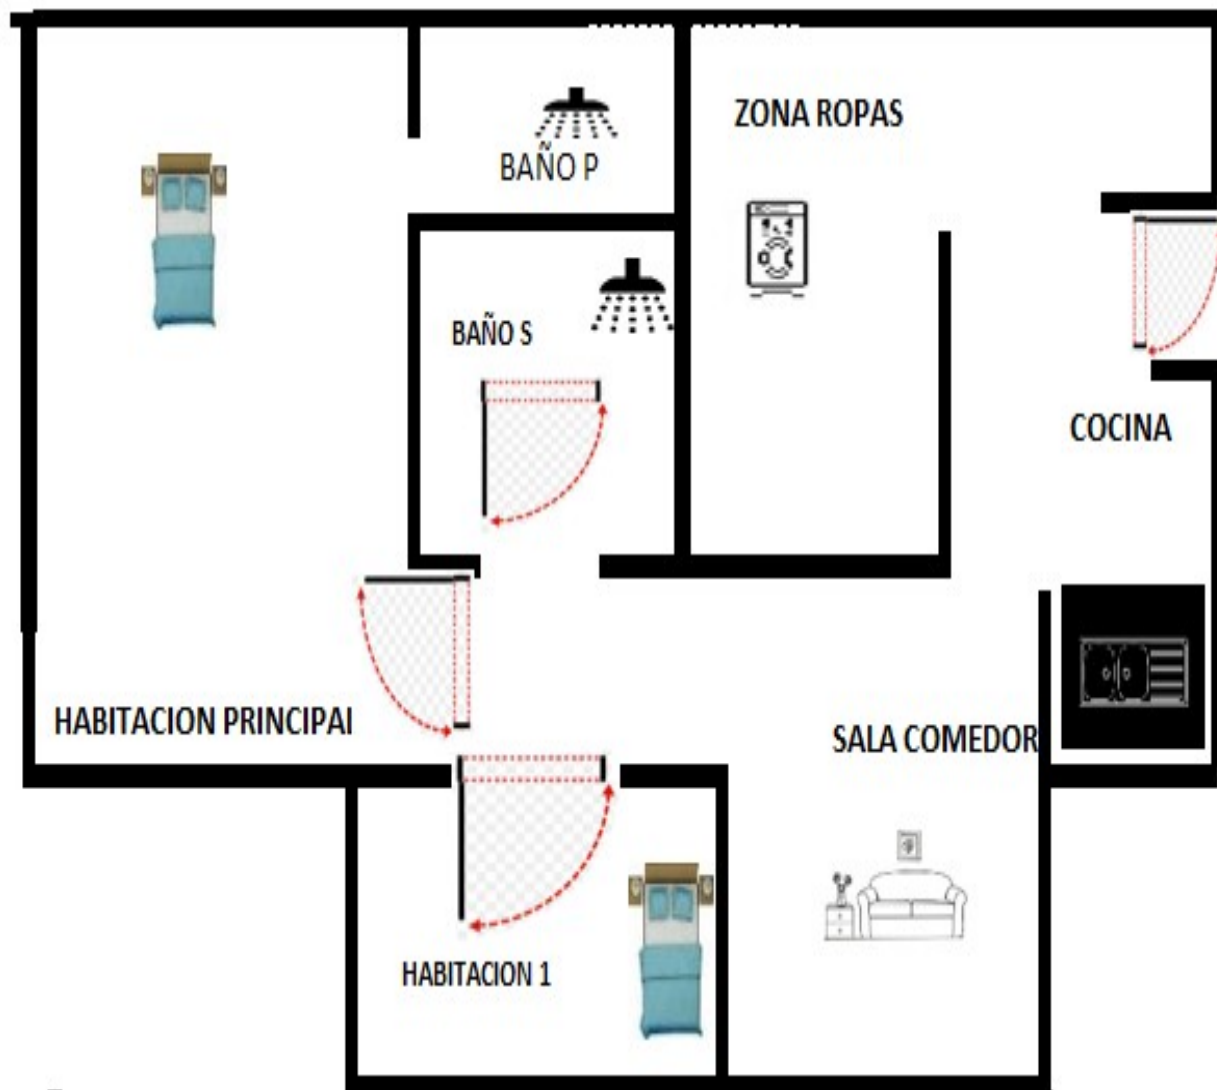 ZONA ROPAS
BAÑO P
BAÑO S
COCINA
HABITACION PRINCIPAI
SALA COMEDOR
HABITACION 1